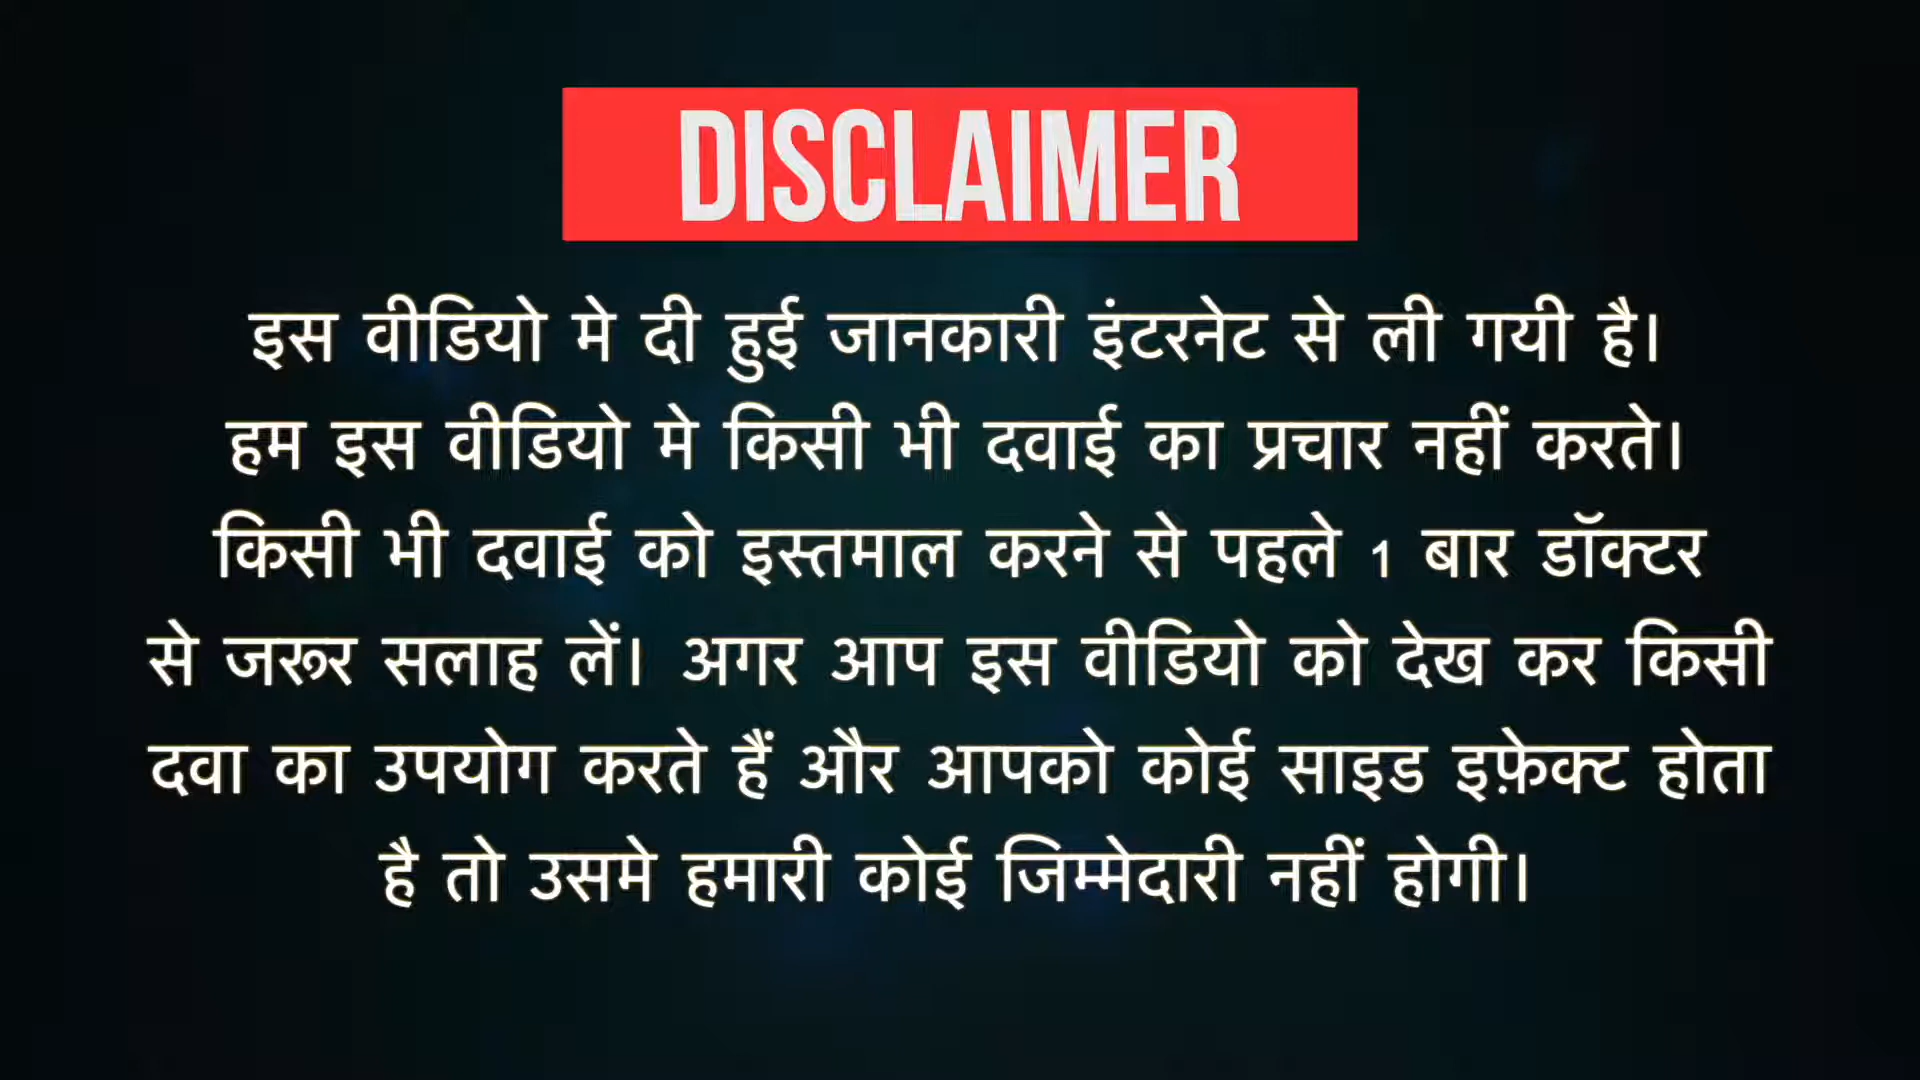 DISCLAIMER
इस वीडियो मे दी हुई जानकारी इंटरनेट से ली गयी है।
हम इस वीडियो मे किसी भी दवाई का प्रचार नहीं करते।
किसी भी दवाई को इस्तमाल करने से पहले 1 बार डॉक्टर
से जरूर सलाह लें। अगर आप इस वीडियो को देख कर किसी
दवा का उपयोग करते हैं और आपको कोई साइड इफ़ेक्ट होता
है तो उसमे हमारी कोई जिम्मेदारी नहीं होगी।